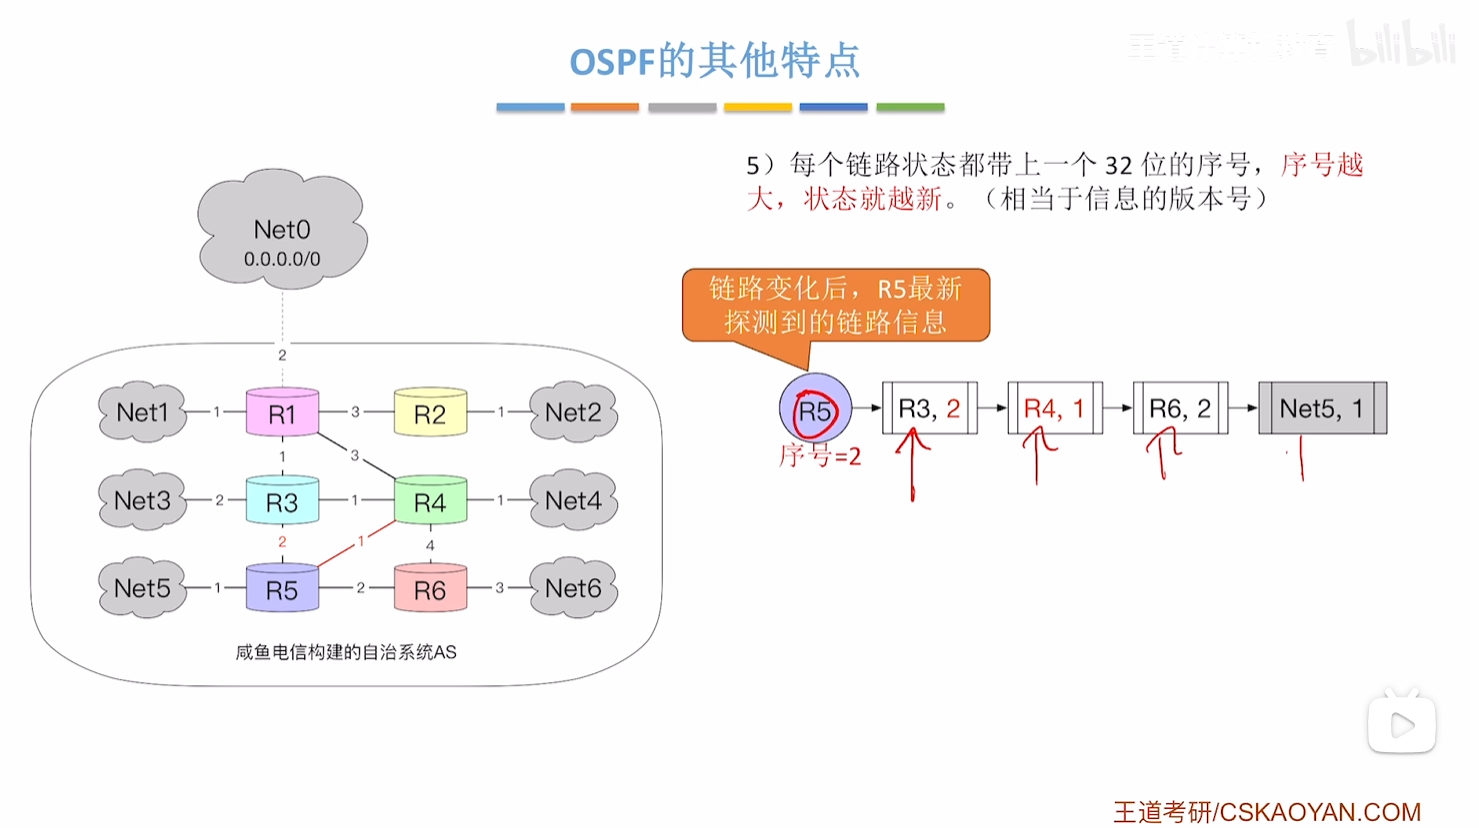 OSPF的其他特点
bilibili
5）每个链路状态都带上一个 32 位的序号，序号越
大，状态就越新。（相当于信息的版本号）
Net0
0.0.0.0/0
链路变化后，R5最新
探测到的链路信息
2
R5
R3, 2
R4, 1
R6, 2
Net5, 1
序号=2
Net1
1
R1
3
R2
1
Net2
1
3
Net3
2
R3
1
R4
1
Net4
2
1
4
Net5
1
R5
2
R6
3
Net6
咸鱼电信构建的自治系统AS
王道考研/CSKAOYAN.COM